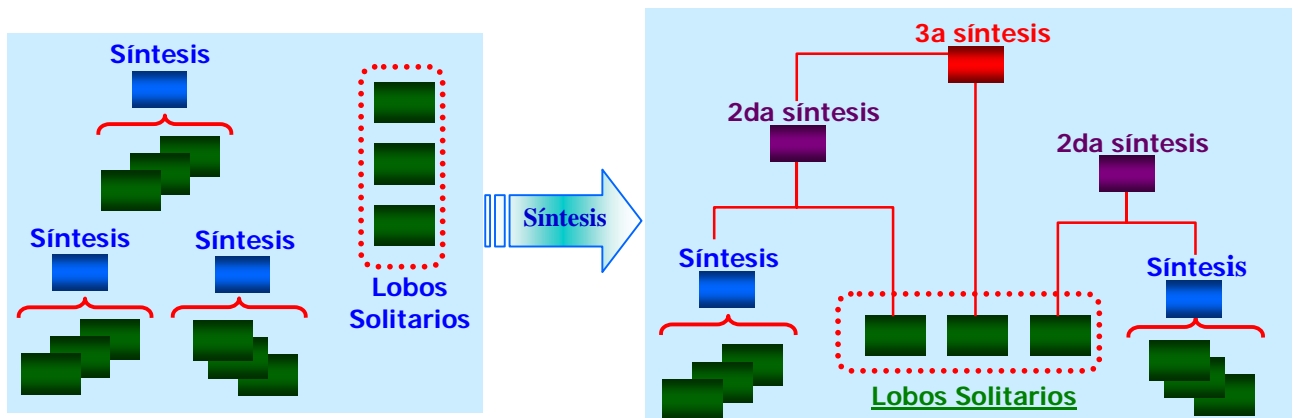 Síntesis
Síntesis
Síntesis
Lobos
Solitarios
Síntesis
3a síntesis
2da síntesis
2da síntesis
Síntesis
Síntesis
Lobos Solitarios